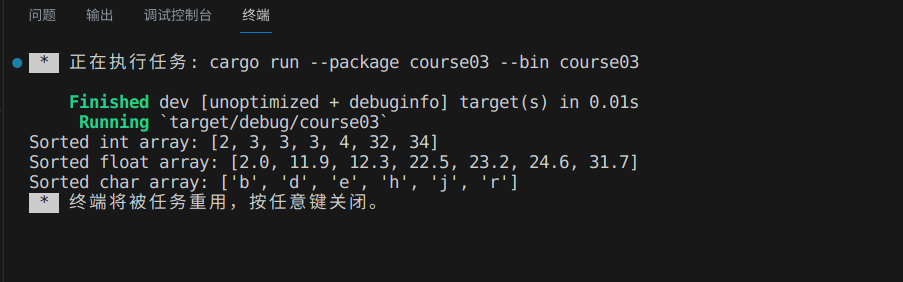 问题 输出 调试控制台 终端
* 正在执行任务: cargo run --package course03 --bin course03
Finished dev [unoptimized + debuginfo] target(s) in 0.01s
Running `target/debug/course03`
Sorted int array: [2, 3, 3, 3, 4, 32, 34]
Sorted float array: [2.0, 11.9, 12.3, 22.5, 23.2, 24.6, 31.7]
Sorted char array: ['b', 'd', 'e', 'h', 'j', 'r']
* 终端将被任务重用，按任意键关闭。